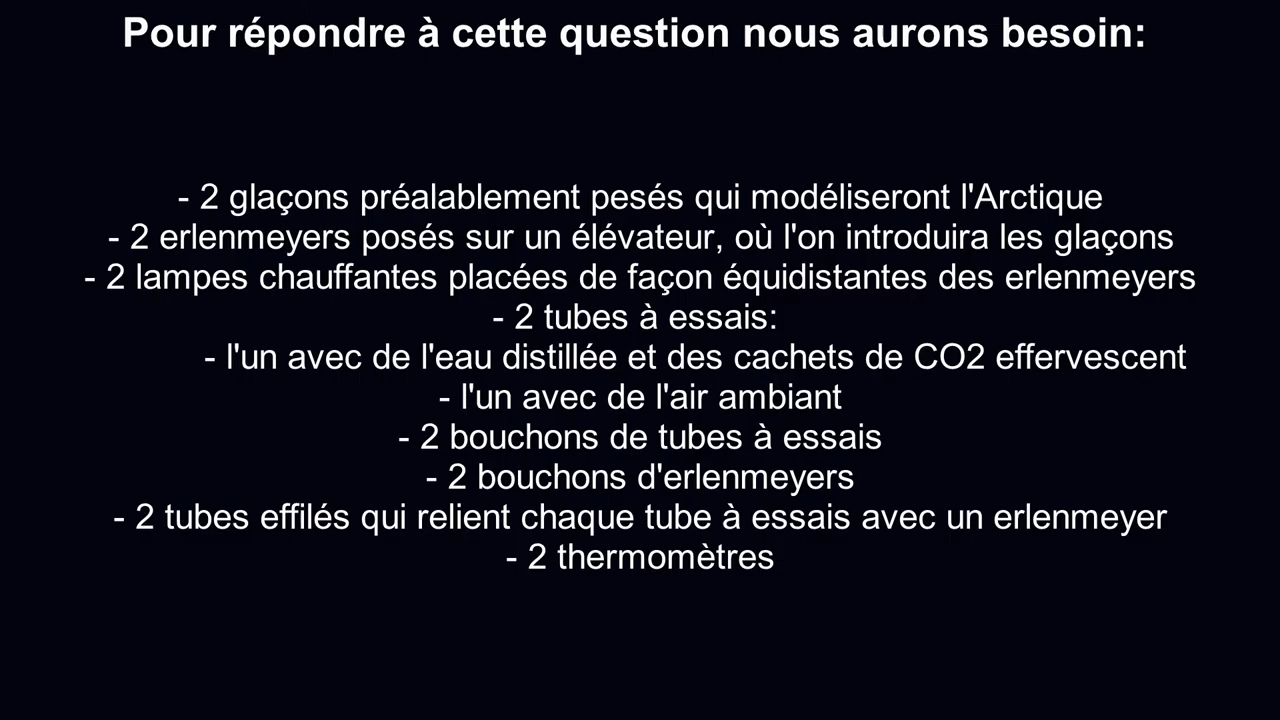 Pour répondre à cette question nous aurons besoin:
- 2 glaçons préalablement pesés qui modéliseront l'Arctique
- 2 erlenmeyers posés sur un élévateur, où l'on introduira les glaçons
- 2 lampes chauffantes placées de façon équidistantes des erlenmeyers
- 2 tubes à essais:
- l'un avec de l'eau distillée et des cachets de CO2 effervescent
- l'un avec de l'air ambiant
- 2 bouchons de tubes à essais
- 2 bouchons d'erlenmeyers
- 2 tubes effilés qui relient chaque tube à essais avec un erlenmeyer
- 2 thermomètres